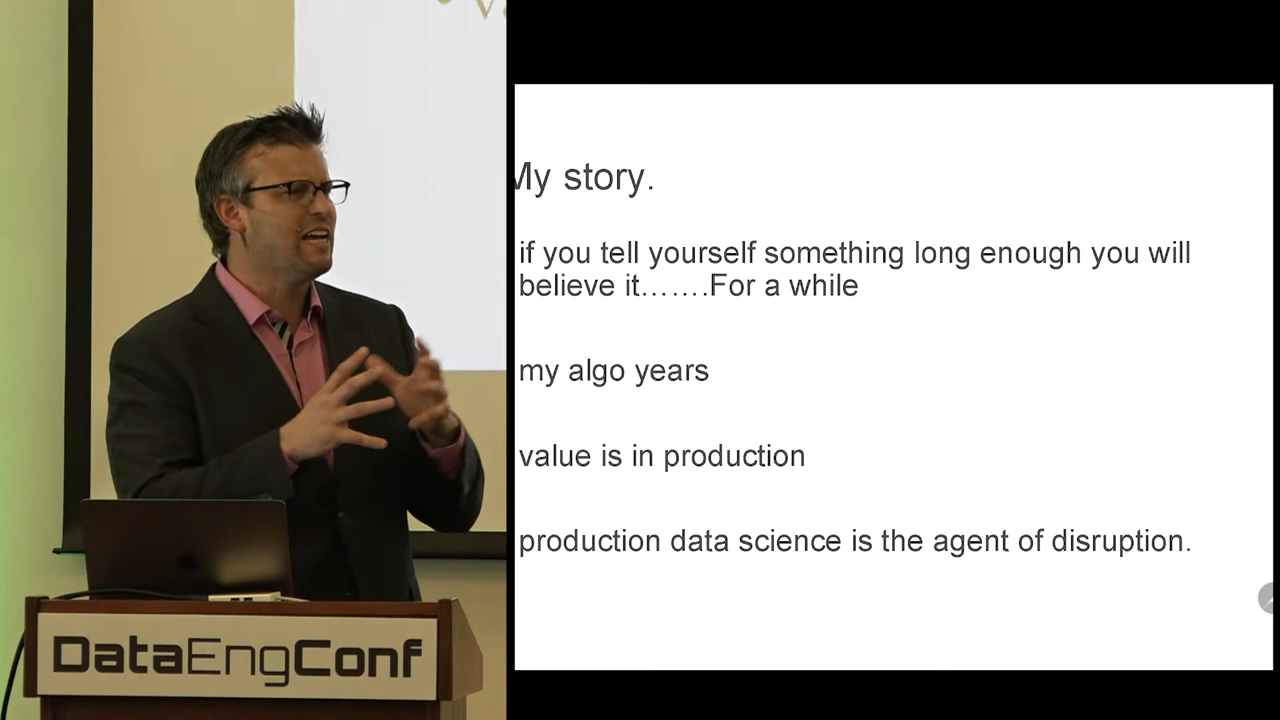 My story.
if you tell yourself something long enough you will
believe it…….For a while
my algo years
value is in production
production data science is the agent of disruption.
DataEngConf